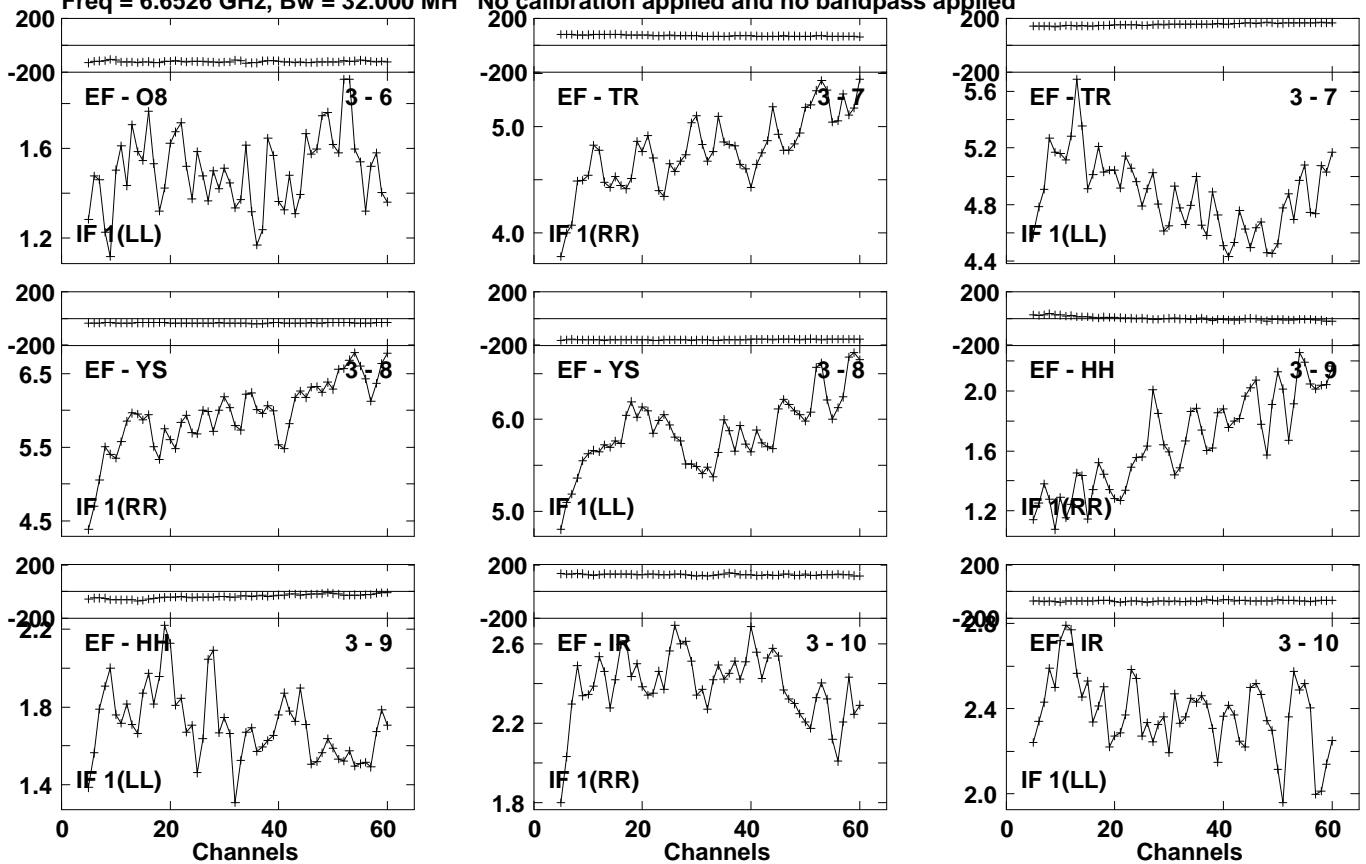 Freq = 6.6526 GHz, Bw = 32.000 MH   No calibration applied and no bandpass applied
200
-200
EF - O8
3 - 6
1.6
1.2
IF 1(LL)
200
-200
EF - TR
3 - 7
5.0
4.0
IF 1(RR)
200
-200
5.6
EF - TR
3 - 7
5.2
4.8
4.4
IF 1(LL)
200
-200
6.5
EF - YS
3 - 8
5.5
4.5
IF 1(RR)
200
-200
EF - YS
3 - 8
6.0
5.0
IF 1(LL)
200
-200
EF - HH
3 - 9
2.0
1.6
1.2
IF 1(RR)
200
-200
2.2
EF - HH
3 - 9
1.8
1.4
IF 1(LL)
0 20 40 60
Channels
200
-200
2.6
EF - IR
3 - 10
2.2
1.8
IF 1(RR)
0 20 40 60
Channels
200
-200
2.8
EF - IR
3 - 10
2.4
2.0
IF 1(LL)
0 20 40 60
Channels